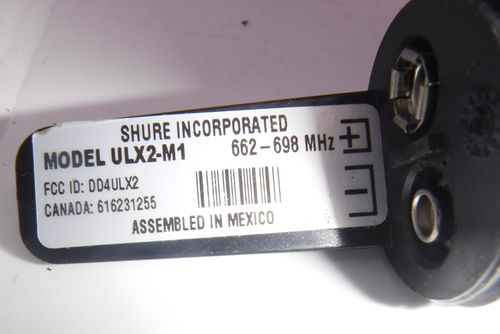 SHURE INCORPORATED
MODEL ULX2-M1 662-698 MHz
FCC ID: DD4ULX2
CANADA: 616231255
ASSEMBLED IN MEXICO